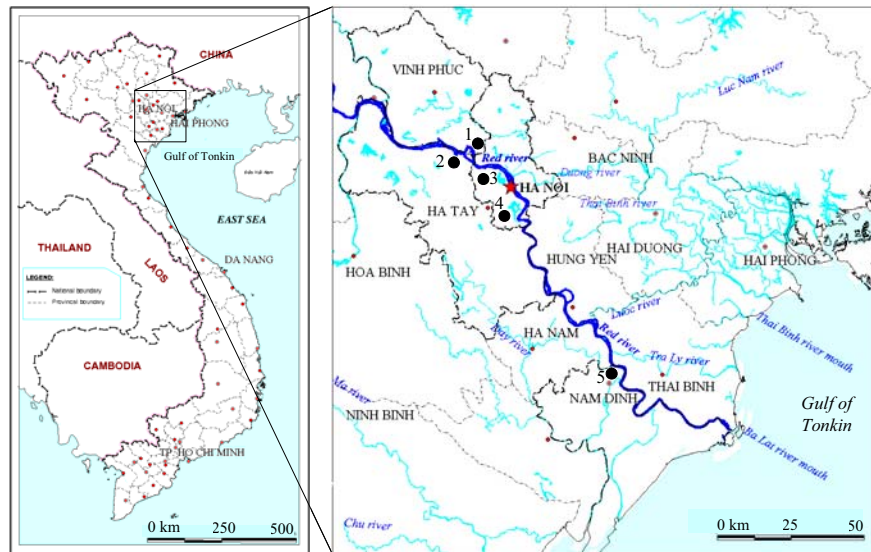 CHINA
HA NOI
HAI PHONG
Gulf of Tonkin
EAST SEA
THAILAND
LAOS
DA NANG
LEGEND:
National boundary
Provincial boundary
CAMBODIA
TP. HO CHI MINH
0 km 250 500
VINH PHUC
Luc Nam river
1
2
Red river
3
BAC NINH
Duong river
HA NOI
Thai Binh river
HA TAY
4
HAI DUONG
HUNG YEN
HAI PHONG
HOA BINH
Luoc river
HA NAM
Red river
Day river
Thai Binh river mouth
Tra Ly river
5
THAI BINH
Ma river
NAM DINH
NINH BINH
Gulf of
Tonkin
Ba Lai river mouth
Chu river
0 km 25 50